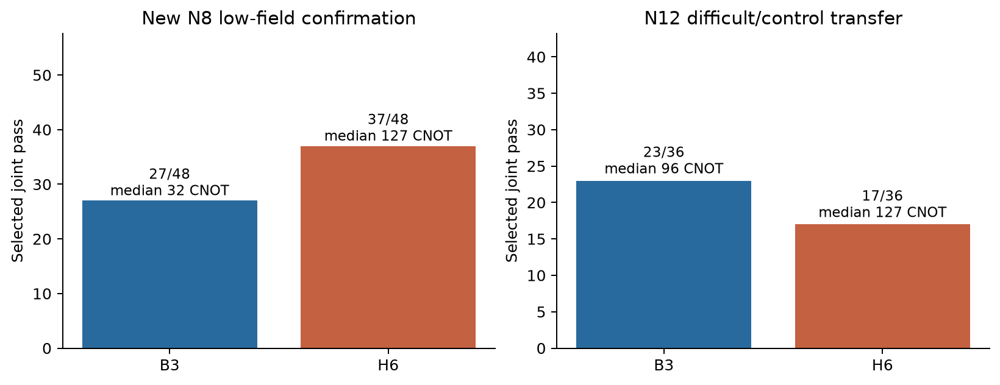 New N8 low-field confirmation
Selected joint pass
50
40
30
20
10
0
27/48
median 32 CNOT
37/48
median 127 CNOT
B3
H6
N12 difficult/control transfer
Selected joint pass
40
35
30
25
20
15
10
5
0
23/36
median 96 CNOT
17/36
median 127 CNOT
B3
H6